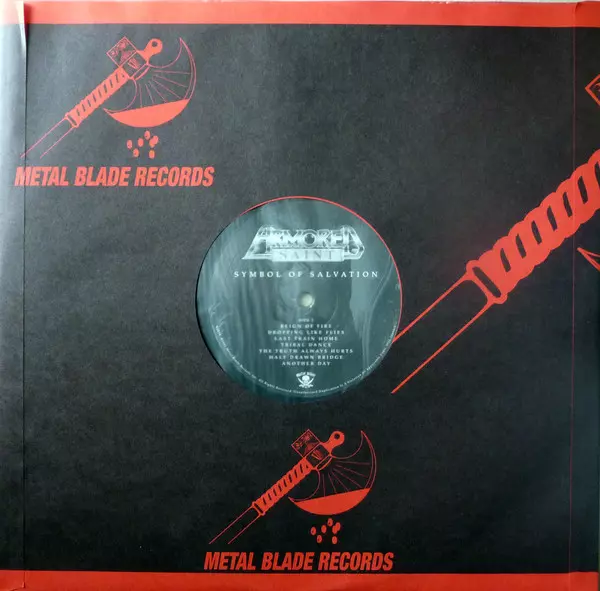 METAL BLADE RECORDS
ARMORED
SAINT
SYMBOL OF SALVATION
REIGN OF FIRE
DROPPING LIKE FLIES
LAST TRAIN HOME
TRIBAL DANCE
THE TRUTH ALWAYS HURTS
HALF DRAWN BRIDGE
ANOTHER DAY
METAL BLADE RECORDS